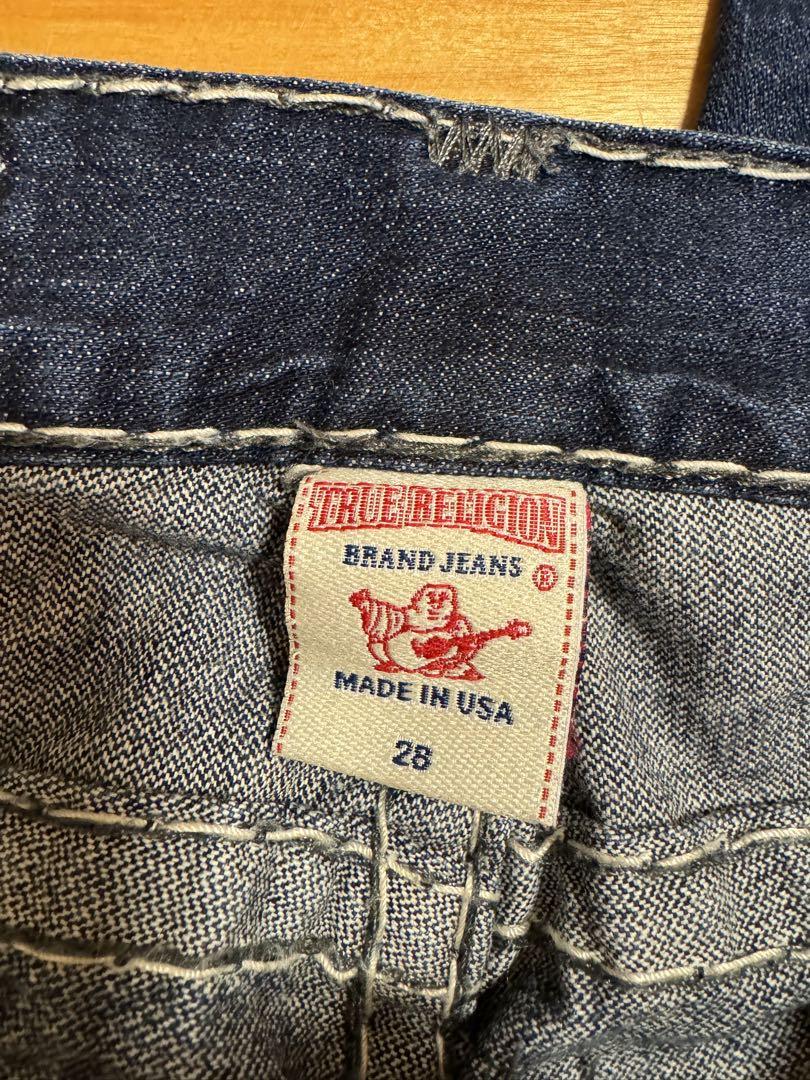 TRUE RELIGION
BRAND JEANS ®
MADE IN USA
28